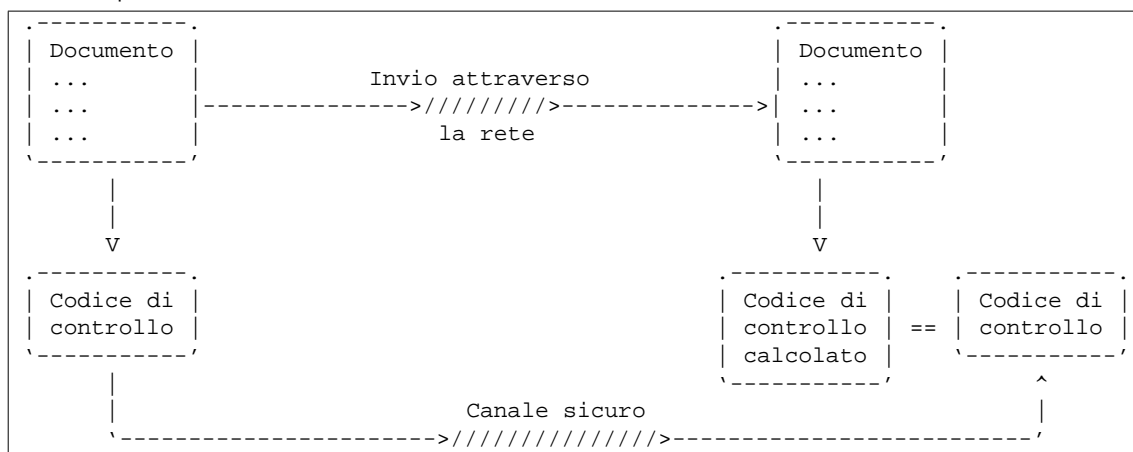 Documento
...
...
...
Invio attraverso
la rete
Documento
...
...
...
V
V
Codice di
controllo
Codice di
controllo
calcolato
==
Codice di
controllo
Canale sicuro